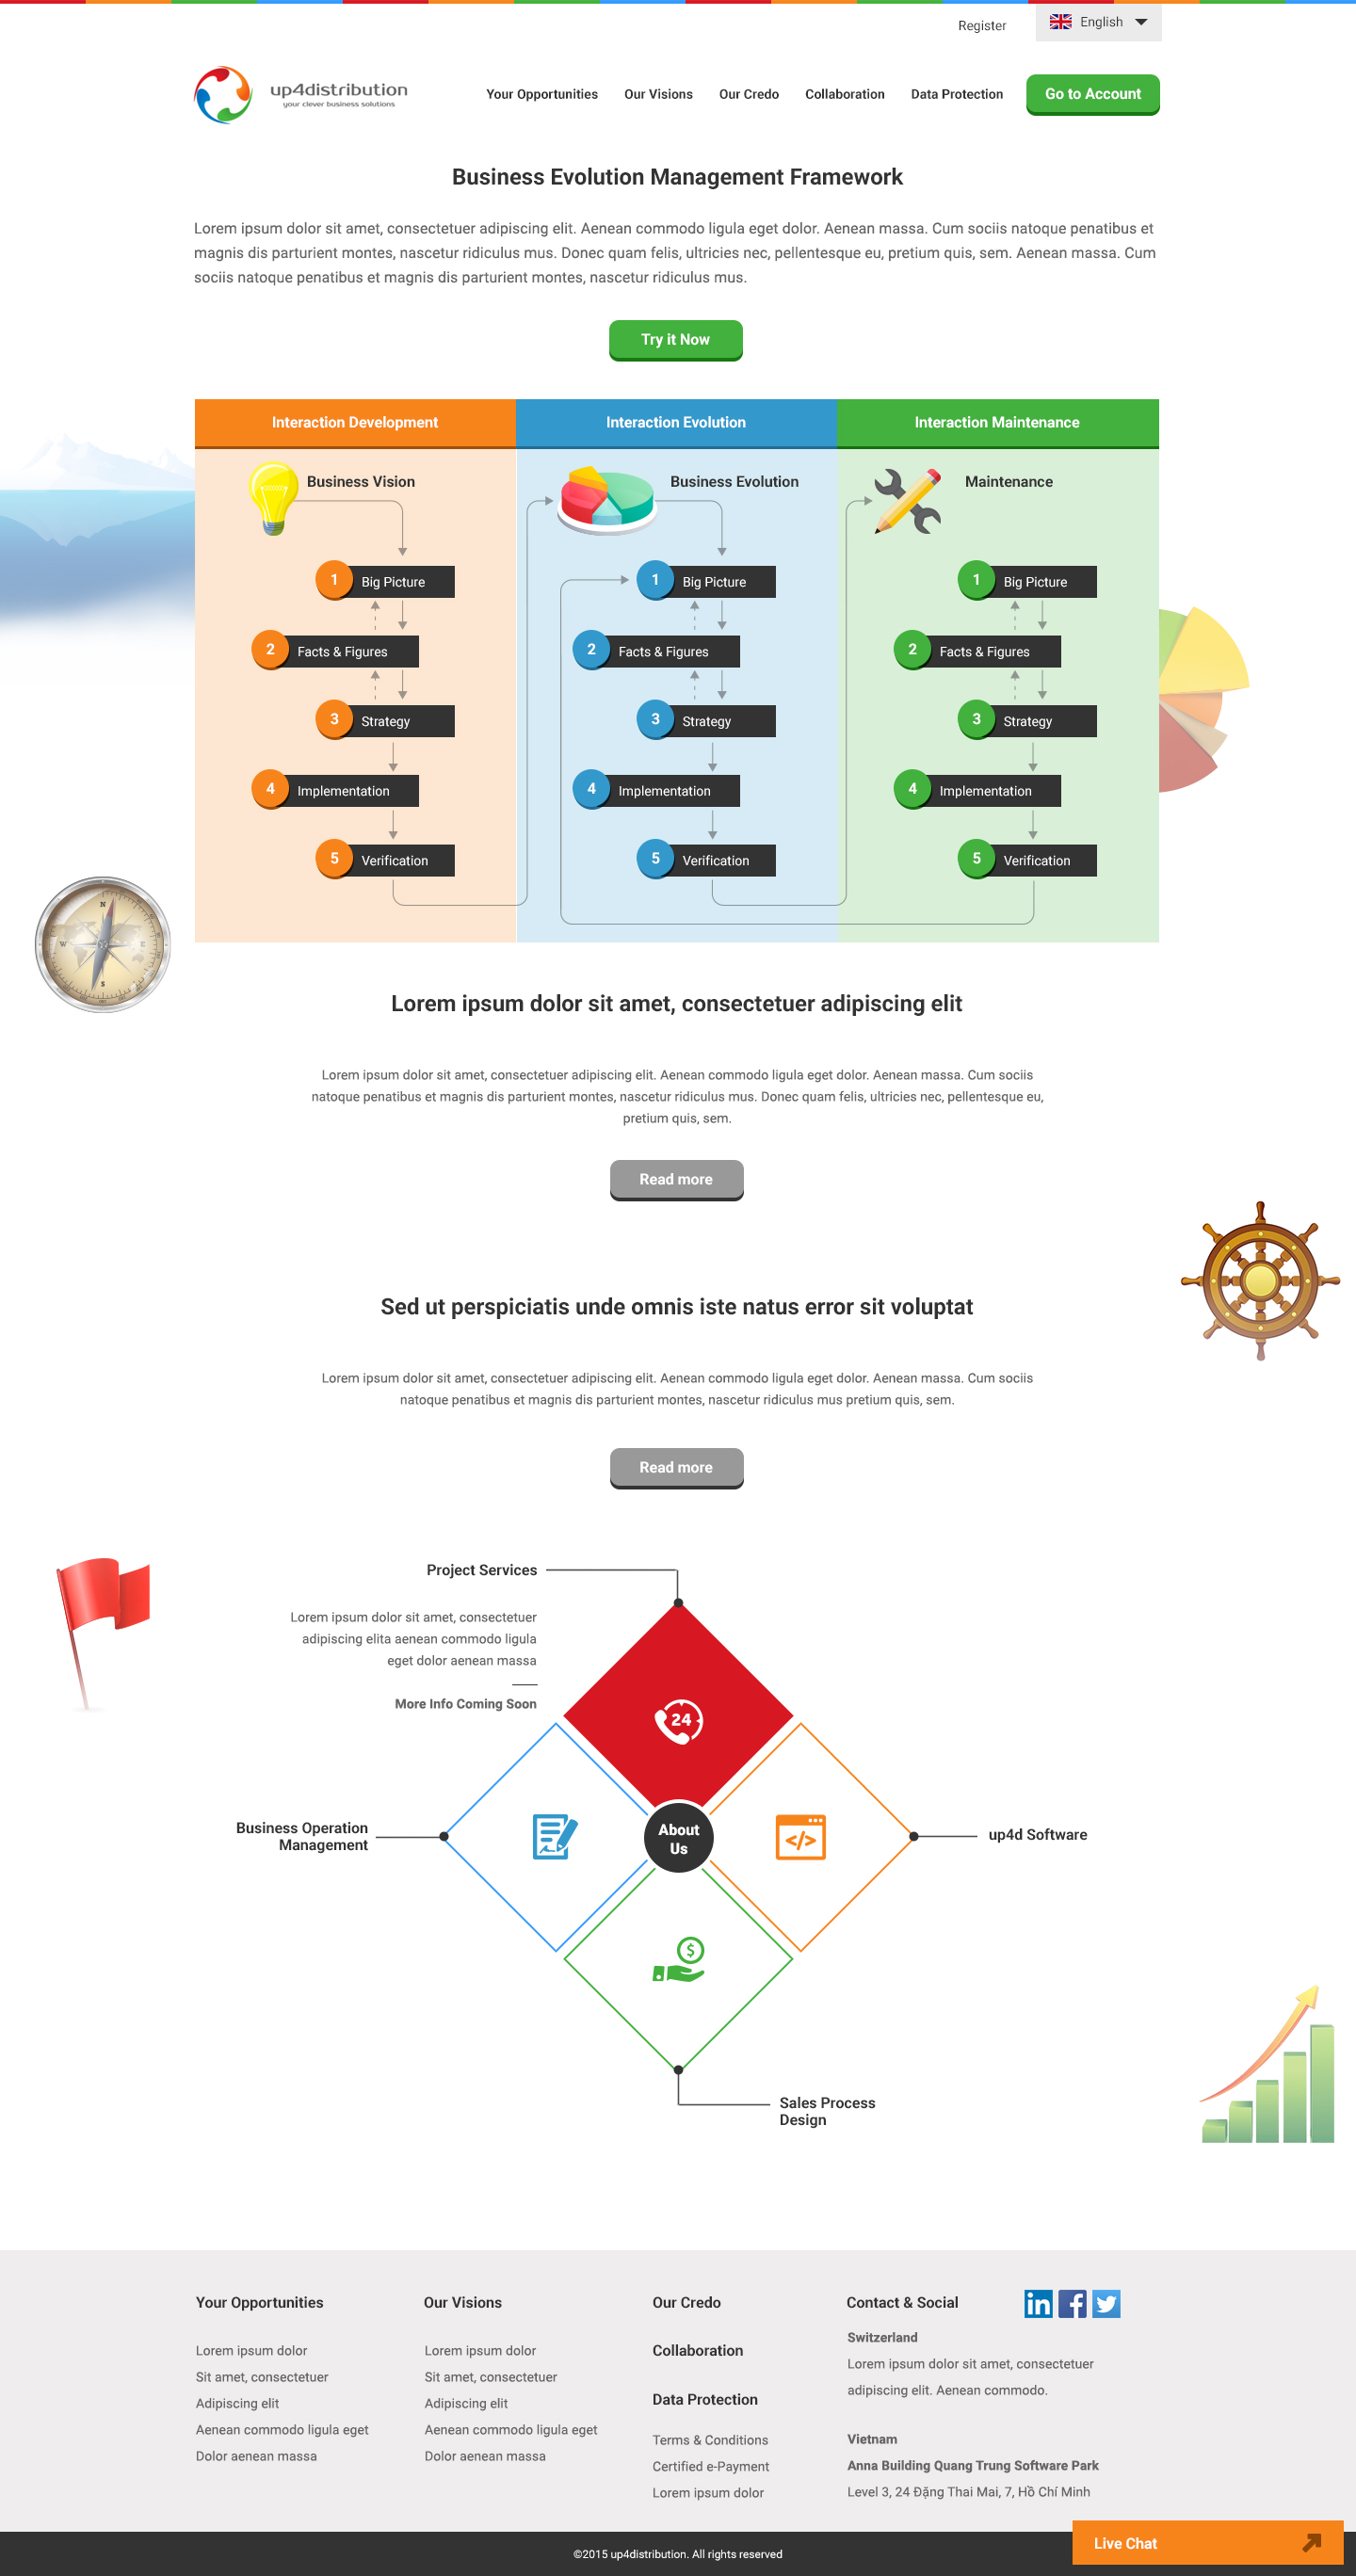 Register
English
up4distribution
your clever business solutions
Your Opportunities
Our Visions
Our Credo
Collaboration
Data Protection
Go to Account
Business Evolution Management Framework
Lorem ipsum dolor sit amet, consectetuer adipiscing elit. Aenean commodo ligula eget dolor. Aenean massa. Cum sociis natoque penatibus et
magnis dis parturient montes, nascetur ridiculus mus. Donec quam felis, ultricies nec, pellentesque eu, pretium quis, sem. Aenean massa. Cum
sociis natoque penatibus et magnis dis parturient montes, nascetur ridiculus mus.
Try it Now
Interaction Development
Interaction Evolution
Interaction Maintenance
Business Vision
1 Big Picture
2 Facts & Figures
3 Strategy
4 Implementation
5 Verification
Business Evolution
1 Big Picture
2 Facts & Figures
3 Strategy
4 Implementation
5 Verification
Maintenance
1 Big Picture
2 Facts & Figures
3 Strategy
4 Implementation
5 Verification
N
W
E
S
Lorem ipsum dolor sit amet, consectetuer adipiscing elit
Lorem ipsum dolor sit amet, consectetuer adipiscing elit. Aenean commodo ligula eget dolor. Aenean massa. Cum sociis
natoque penatibus et magnis dis parturient montes, nascetur ridiculus mus. Donec quam felis, ultricies nec, pellentesque eu,
pretium quis, sem.
Read more
Sed ut perspiciatis unde omnis iste natus error sit voluptat
Lorem ipsum dolor sit amet, consectetuer adipiscing elit. Aenean commodo ligula eget dolor. Aenean massa. Cum sociis
natoque penatibus et magnis dis parturient montes, nascetur ridiculus mus pretium quis, sem.
Read more
Project Services
Lorem ipsum dolor sit amet, consectetuer
adipiscing elita aenean commodo ligula
eget dolor aenean massa
More Info Coming Soon
24
Business Operation
Management
About
Us
</>
up4d Software
$
Sales Process
Design
Your Opportunities
Lorem ipsum dolor
Sit amet, consectetuer
Adipiscing elit
Aenean commodo ligula eget
Dolor aenean massa
Our Visions
Lorem ipsum dolor
Sit amet, consectetuer
Adipiscing elit
Aenean commodo ligula eget
Dolor aenean massa
Our Credo
Collaboration
Data Protection
Terms & Conditions
Certified e-Payment
Lorem ipsum dolor
Contact & Social
in f
Switzerland
Lorem ipsum dolor sit amet, consectetuer
adipiscing elit. Aenean commodo.
Vietnam
Anna Building Quang Trung Software Park
Level 3, 24 Đặng Thai Mai, 7, Hồ Chí Minh
Live Chat
©2015 up4distribution. All rights reserved